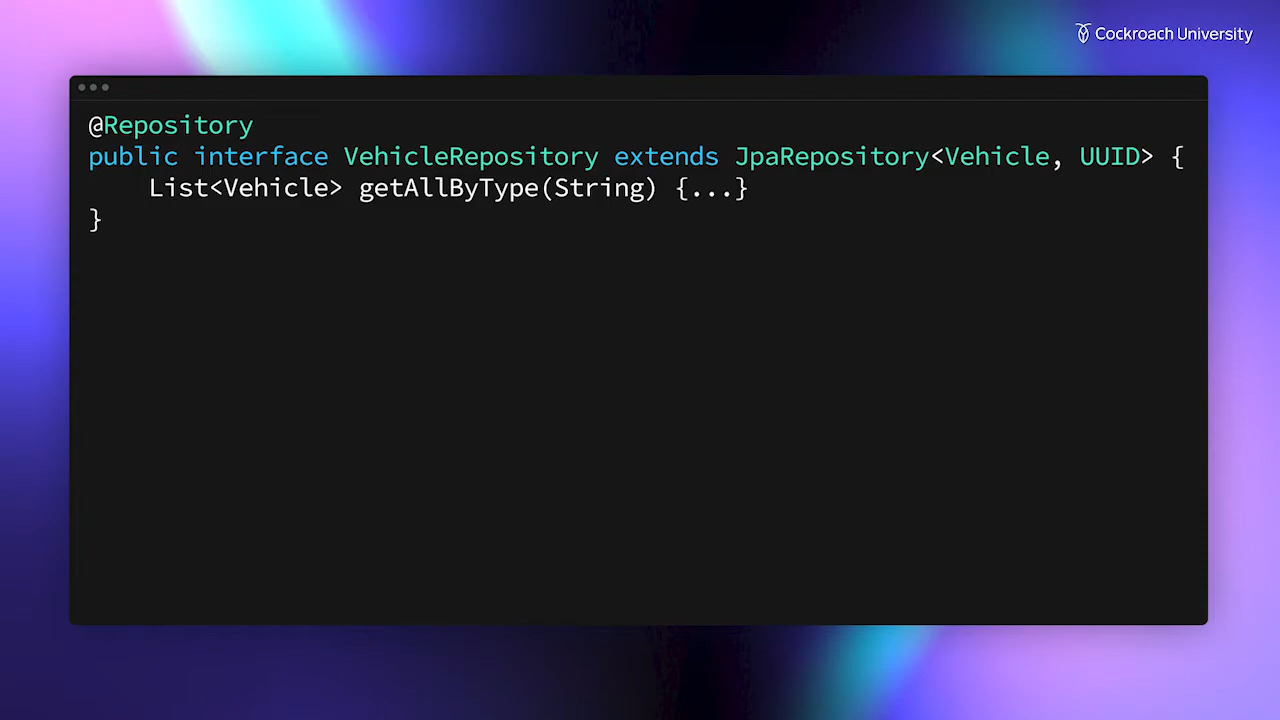 Cockroach University
@Repository
public interface VehicleRepository extends JpaRepository<Vehicle, UUID> {
    List<Vehicle> getAllByType(String) {...}
}